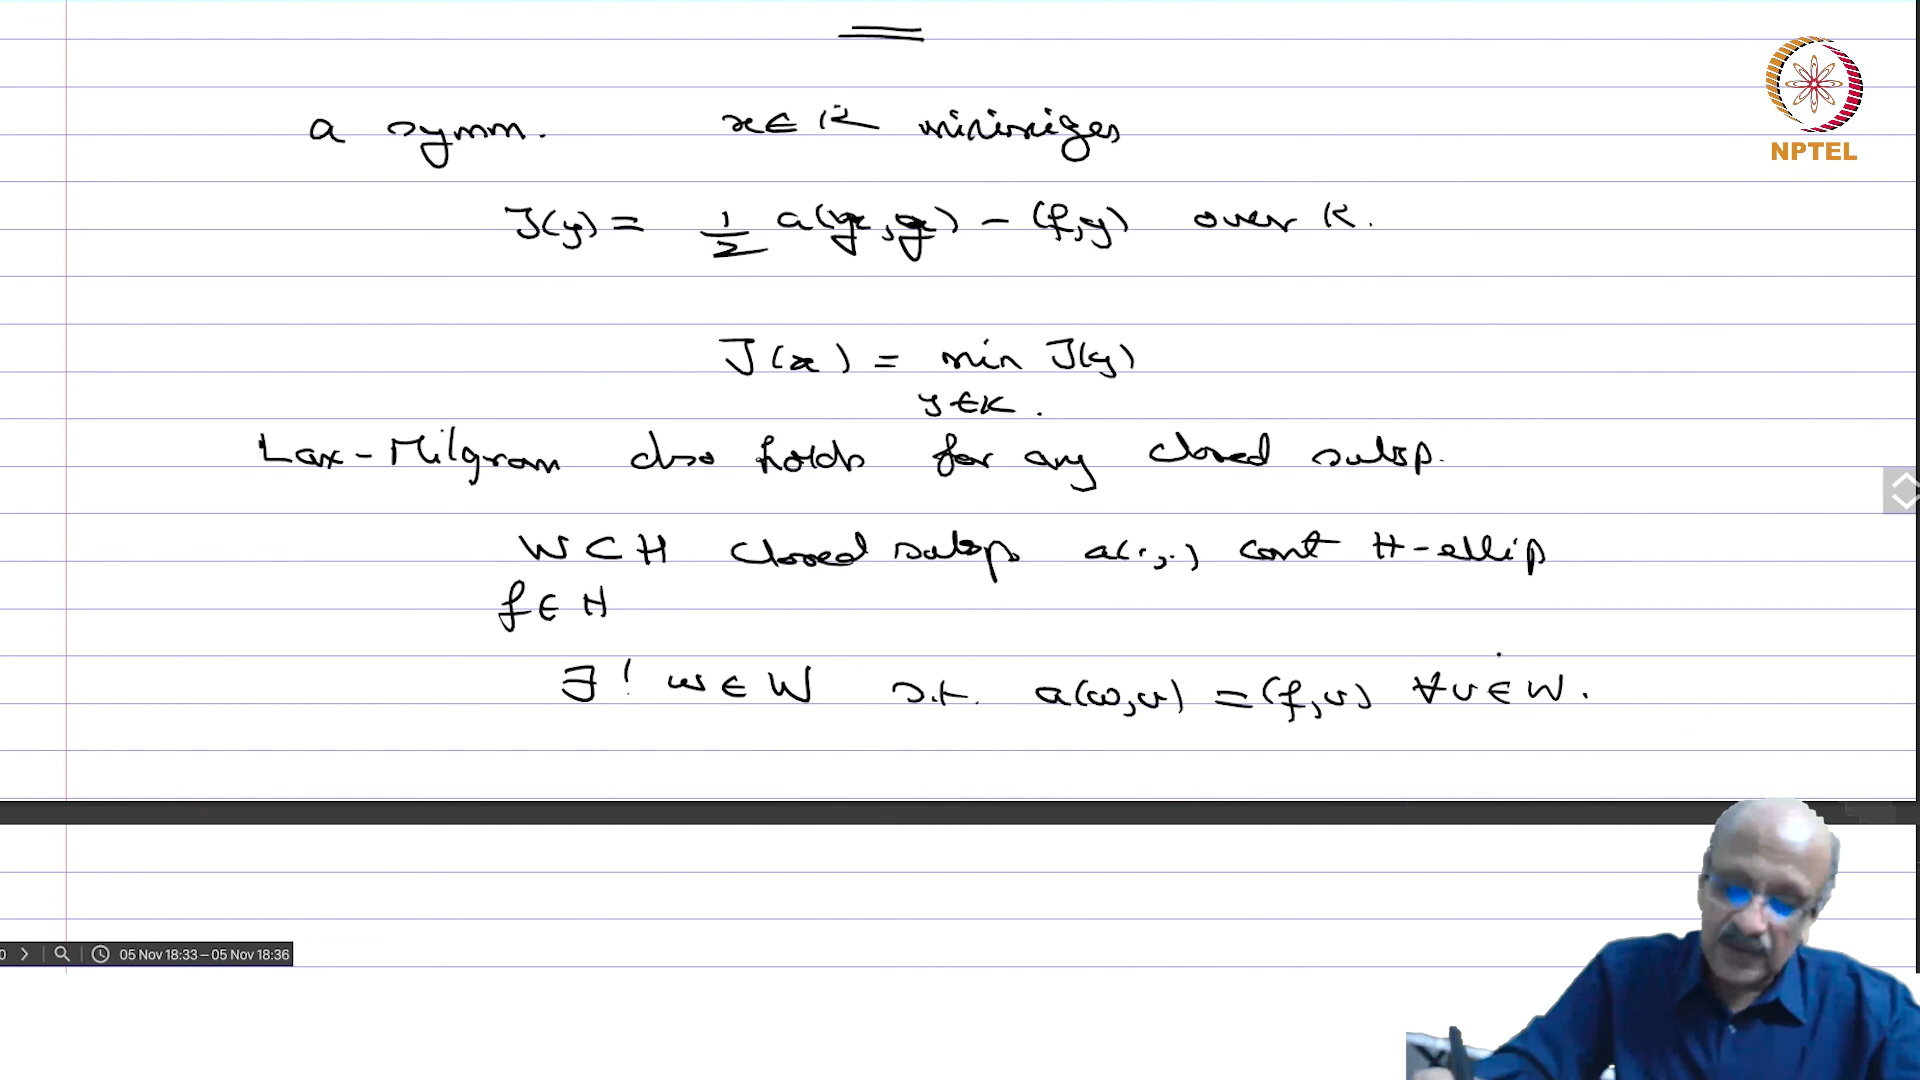 a symm. x ∈ K minimizes
J(y) = 1/2 a(y, y) – (f, y) over K.
J(x) = min J(y)
y ∈ K.
Lax-Milgram also holds for any closed subsp.
W ⊂ H closed subsp a(·,·) cont H-ellip
f ∈ H
∃! w ∈ W s.t. a(w,v) = (f,v) ∀v ∈ W.
NPTEL
05 Nov 18:33 – 05 Nov 18:36